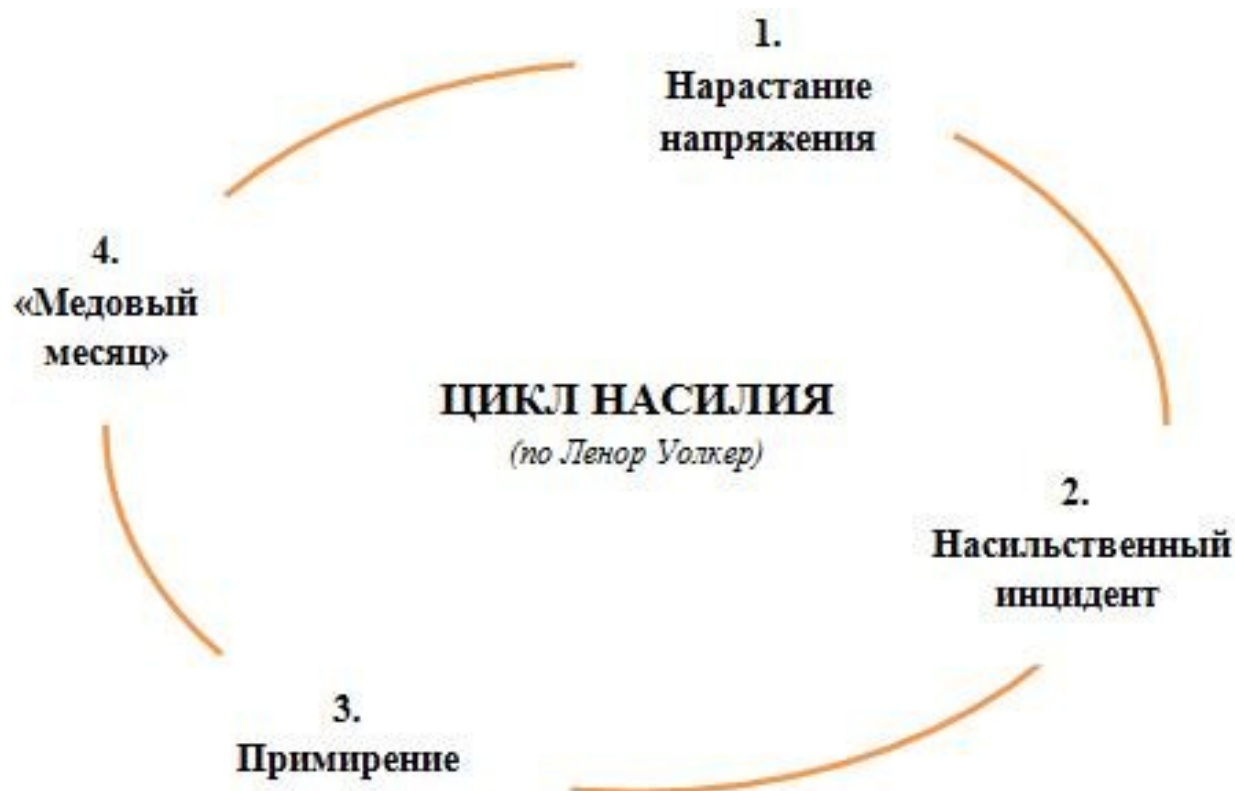 1.
Нарастание
напряжения
4.
«Медовый
месяц»
ЦИКЛ НАСИЛИЯ
(по Ленор Уолкер)
2.
Насильственный
инцидент
3.
Примирение